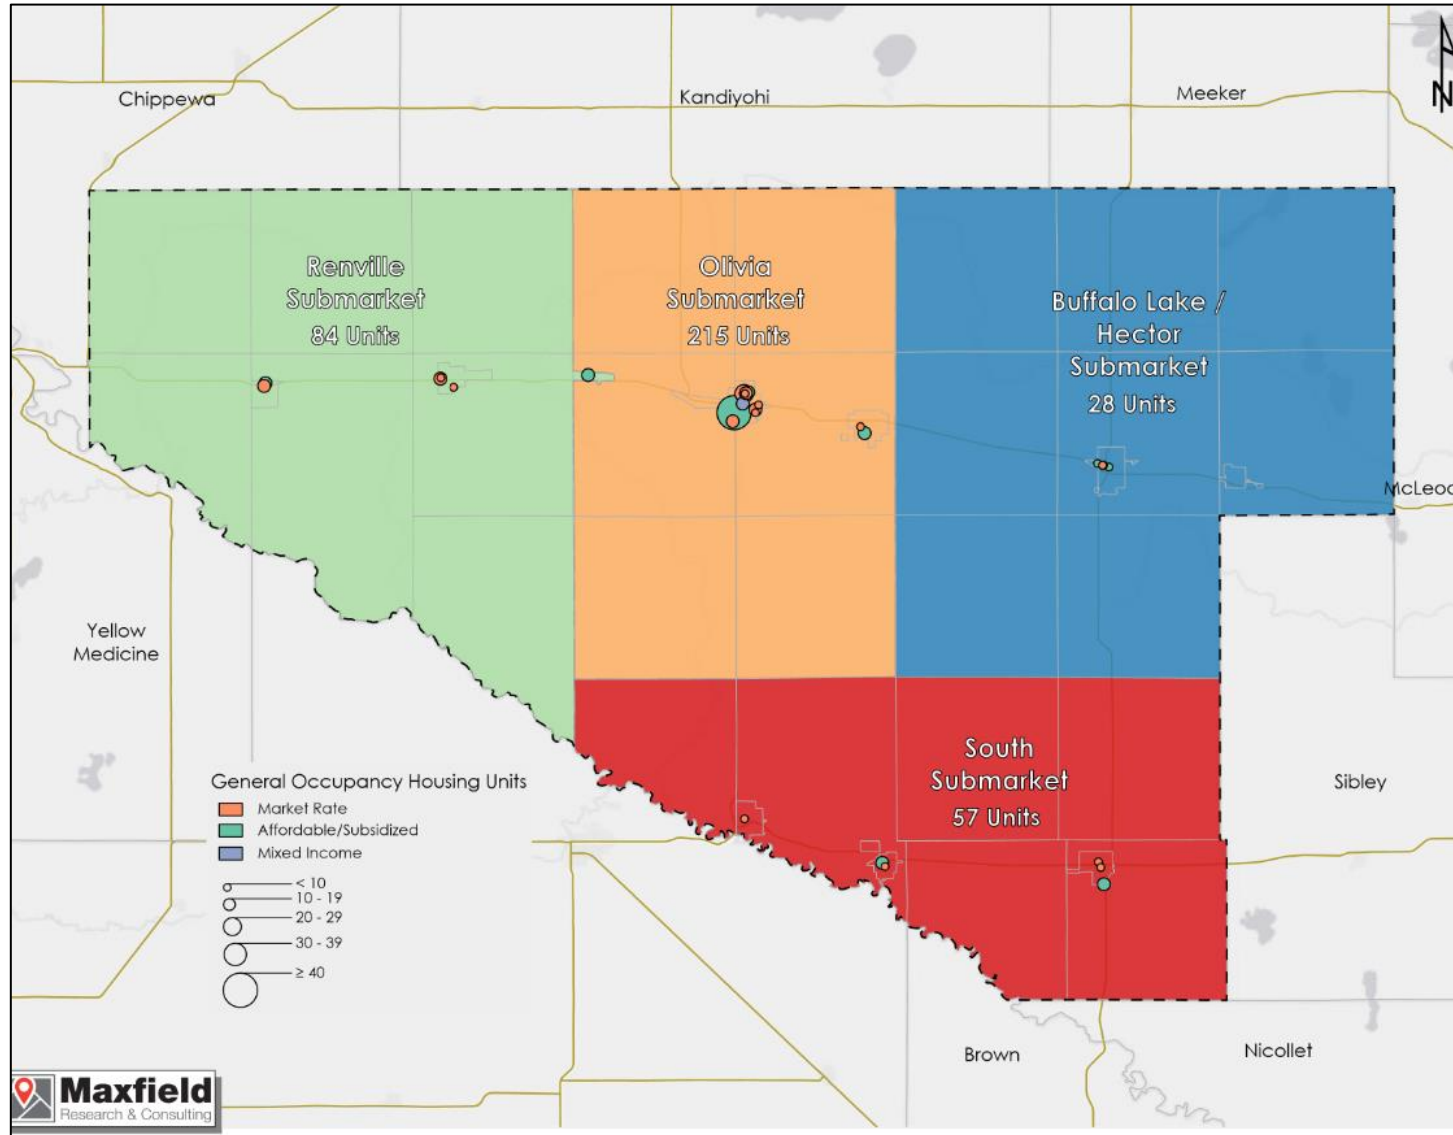 Chippewa
Kandiyohi
Meeker
N
Renville
Submarket
84 Units
Olivia
Submarket
215 Units
Buffalo Lake /
Hector
Submarket
28 Units
McLeod
Yellow
Medicine
South
Submarket
57 Units
Sibley
General Occupancy Housing Units
Market Rate
Affordable/Subsidized
Mixed Income
< 10
10 - 19
20 - 29
30 - 39
≥ 40
Brown
Nicollet
Maxfield
Research & Consulting